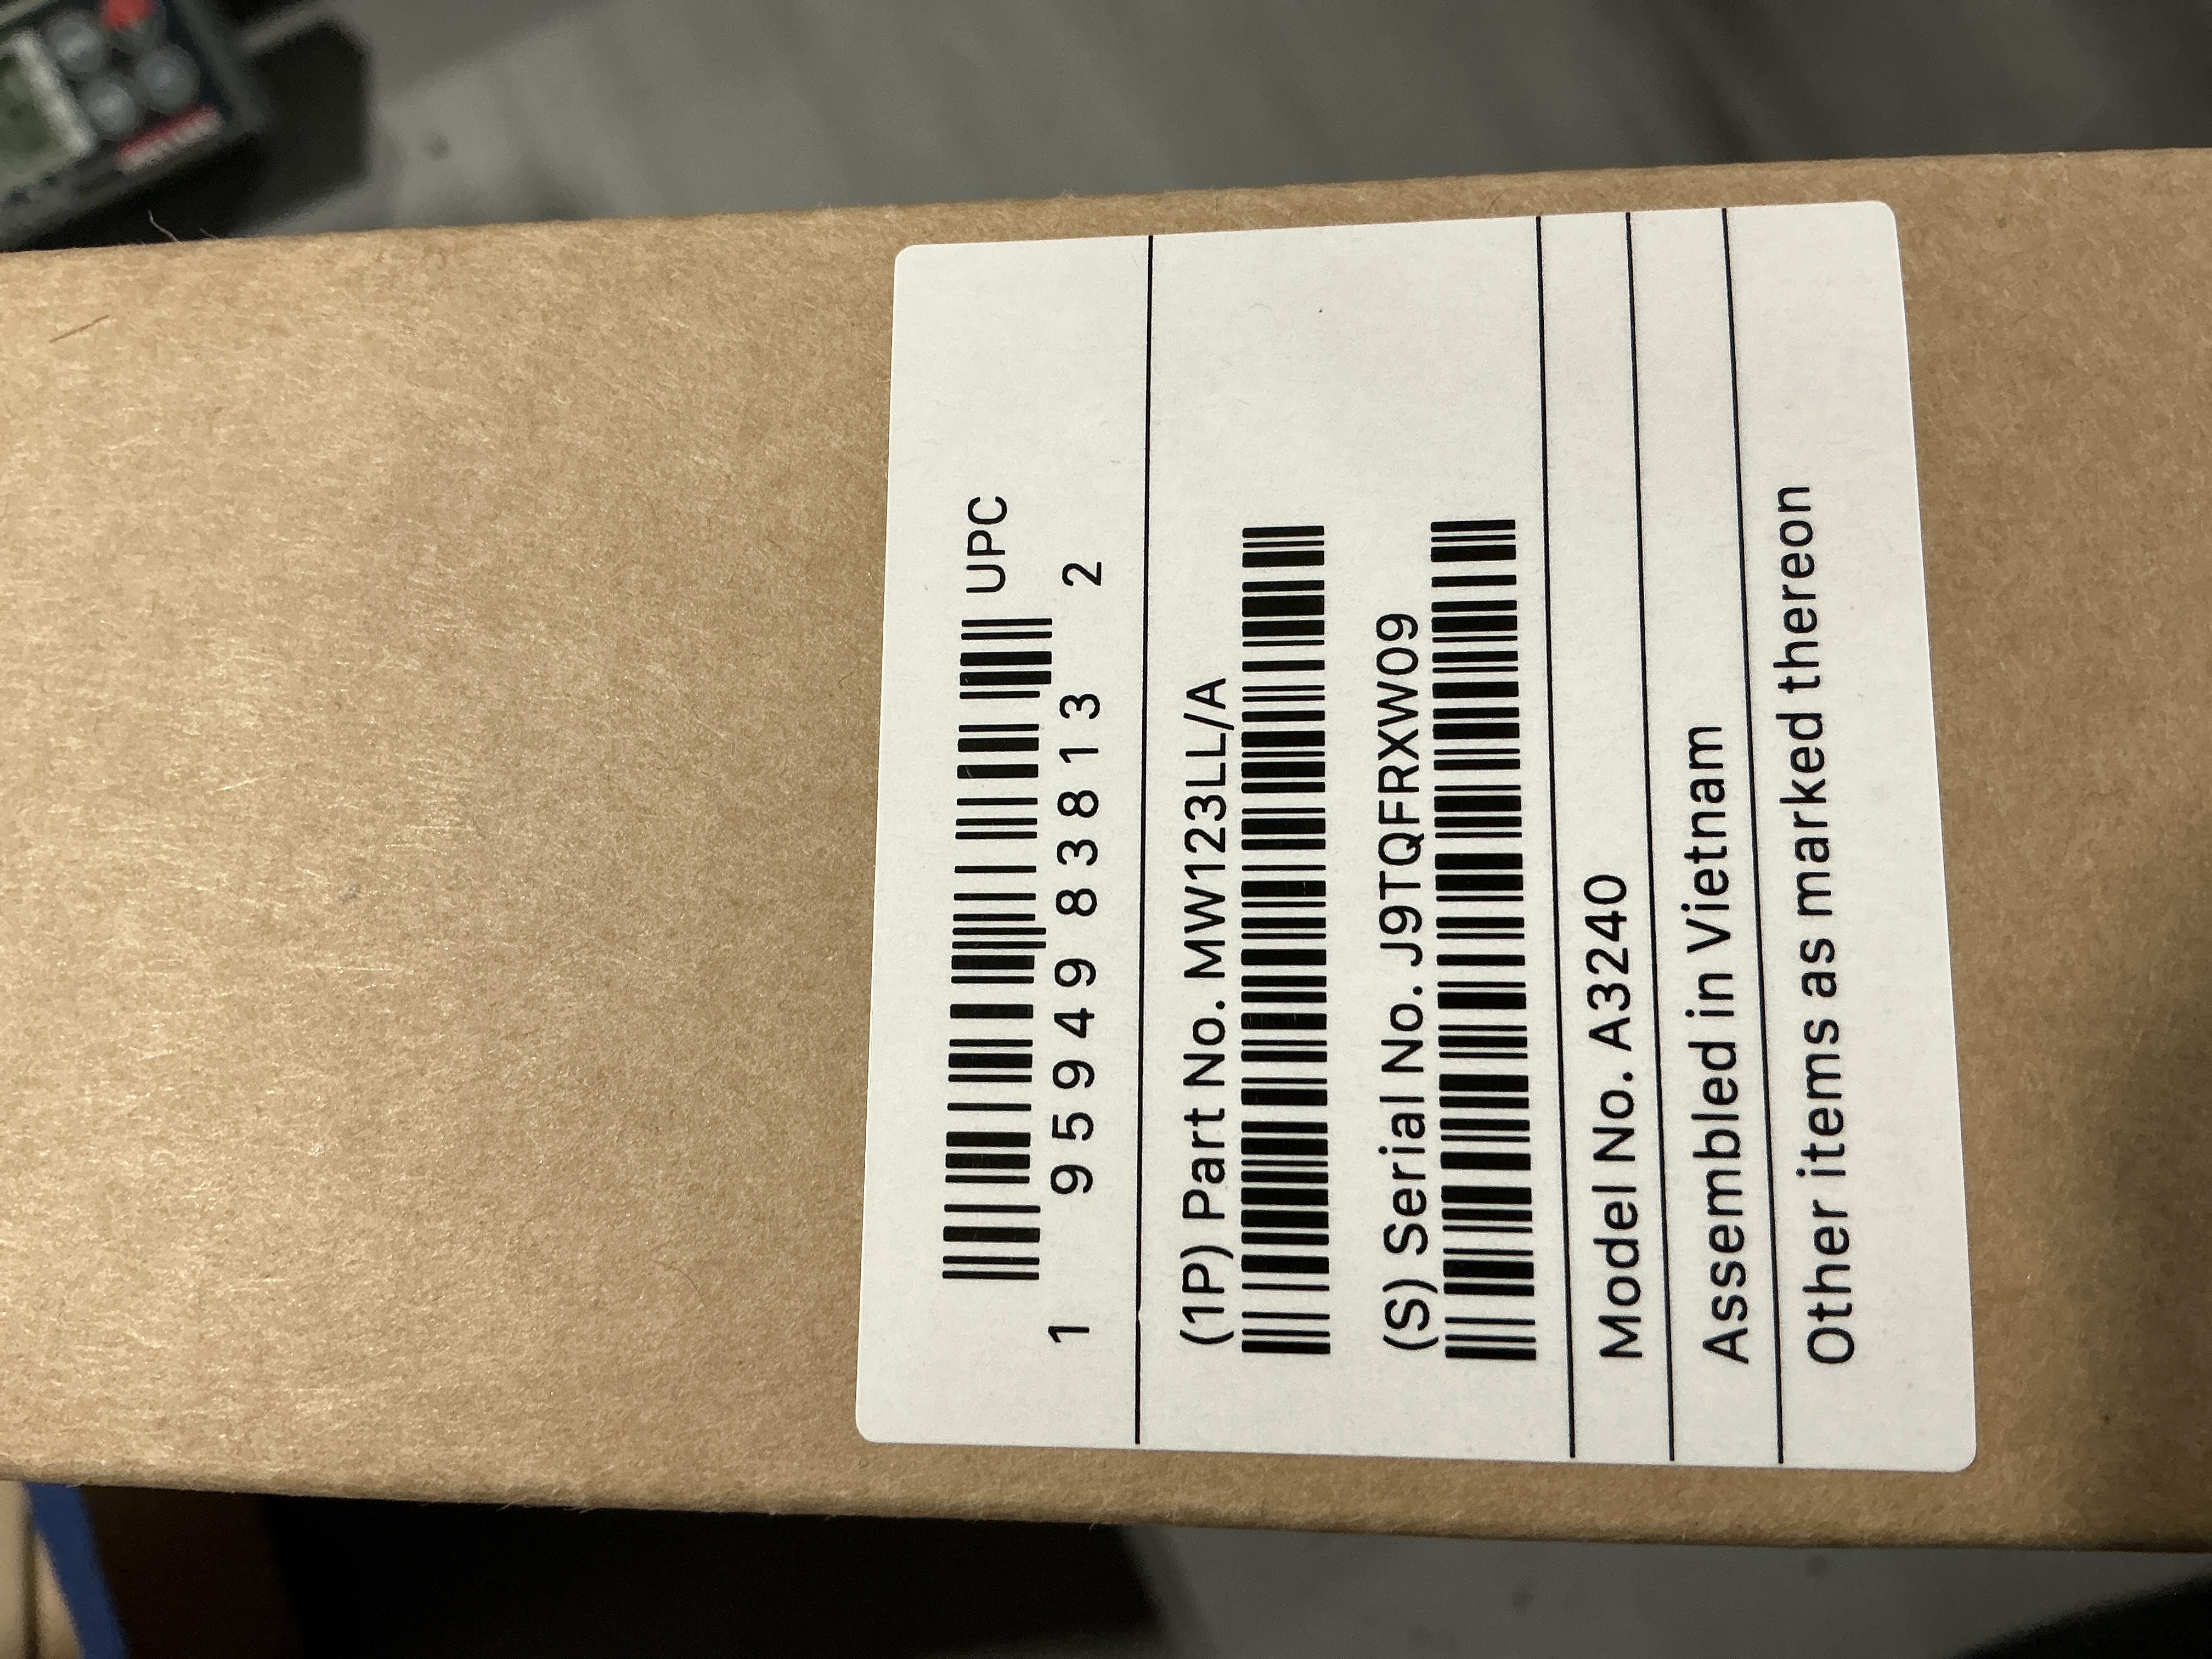 UPC
1 95949 83813 2
(1P) Part No. MW123LL/A
(S) Serial No. J9TQFRXW09
Model No. A3240
Assembled in Vietnam
Other items as marked thereon